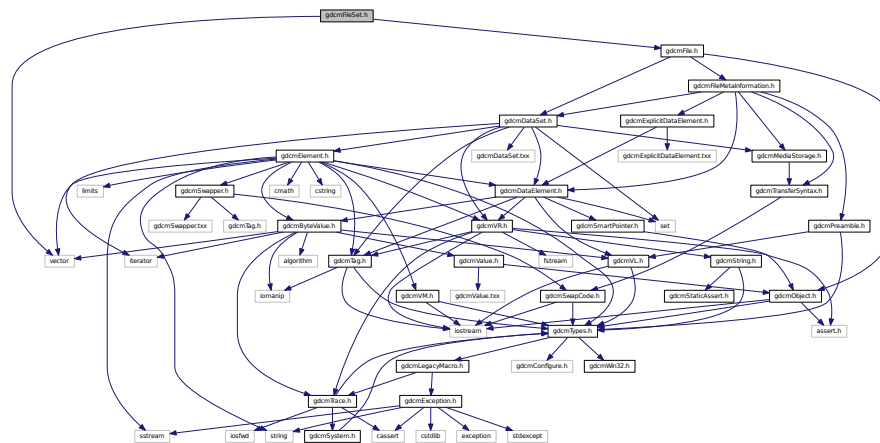 gdcmFileSet.h
gdcmFile.h
gdcmFileMetaInformation.h
gdcmDataSet.h
gdcmExplicitDataElement.h
gdcmElement.h
gdcmDataSet.txx
gdcmExplicitDataElement.txx
gdcmMediaStorage.h
limits
gdcmSwapper.h
cmath
cstring
gdcmDataElement.h
gdcmTransferSyntax.h
gdcmSwapper.txx
gdcmTag.h
gdcmByteValue.h
gdcmVR.h
gdcmSmartPointer.h
set
gdcmPreamble.h
vector
iterator
algorithm
gdcmTag.h
gdcmValue.h
fstream
gdcmVL.h
gdcmString.h
iomanip
gdcmVM.h
gdcmValue.txx
gdcmSwapCode.h
gdcmStaticAssert.h
gdcmObject.h
iostream
gdcmTypes.h
assert.h
gdcmLegacyMacro.h
gdcmConfigure.h
gdcmWin32.h
gdcmTrace.h
gdcmException.h
sstream
iosfwd
string
gdcmSystem.h
cassert
cstdlib
exception
stdexcept